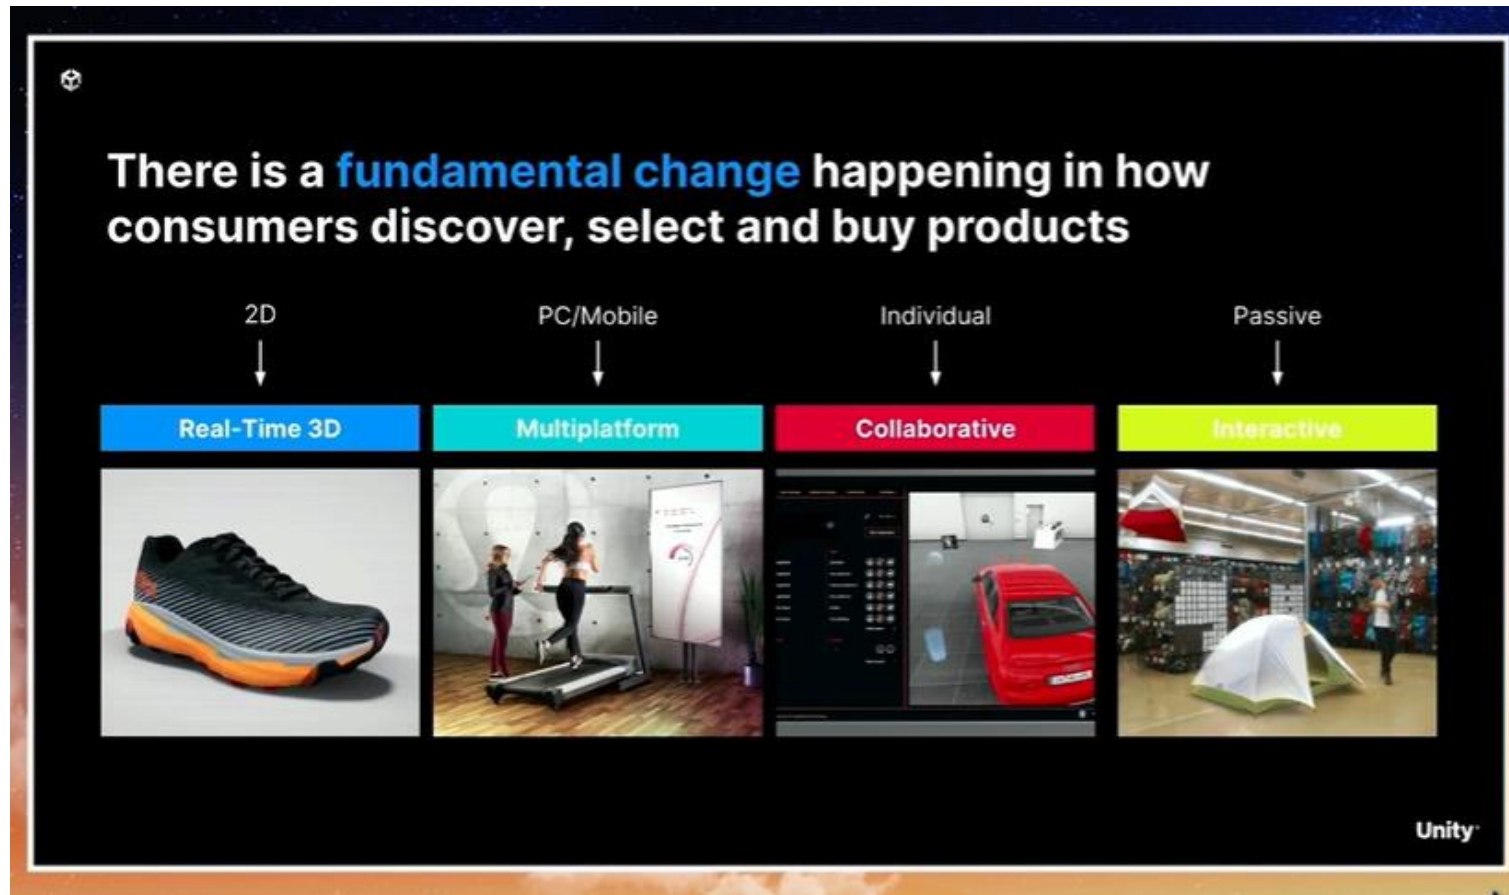 There is a fundamental change happening in how
consumers discover, select and buy products
2D
PC/Mobile
Individual
Passive
Real-Time 3D
Multiplatform
Collaborative
Interactive
Unity